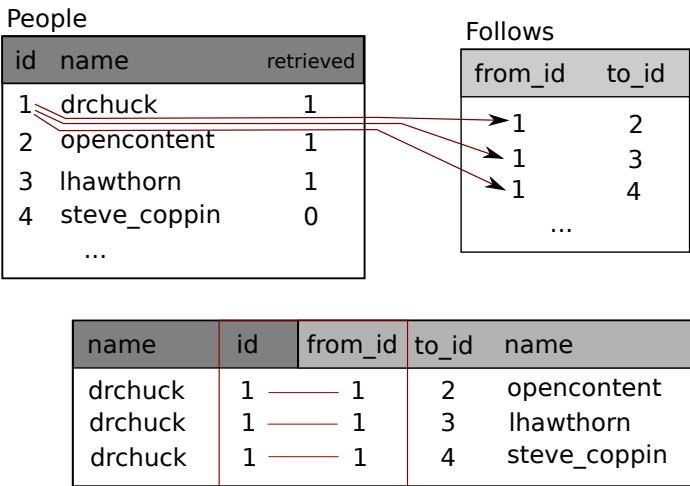 People
id name retrieved
1 drchuck 1
2 opencontent 1
3 lhawthorn 1
4 steve_coppin 0
...
Follows
from_id to_id
1 2
1 3
1 4
...
name id from_id to_id name
drchuck 1 1 2 opencontent
drchuck 1 1 3 lhawthorn
drchuck 1 1 4 steve_coppin